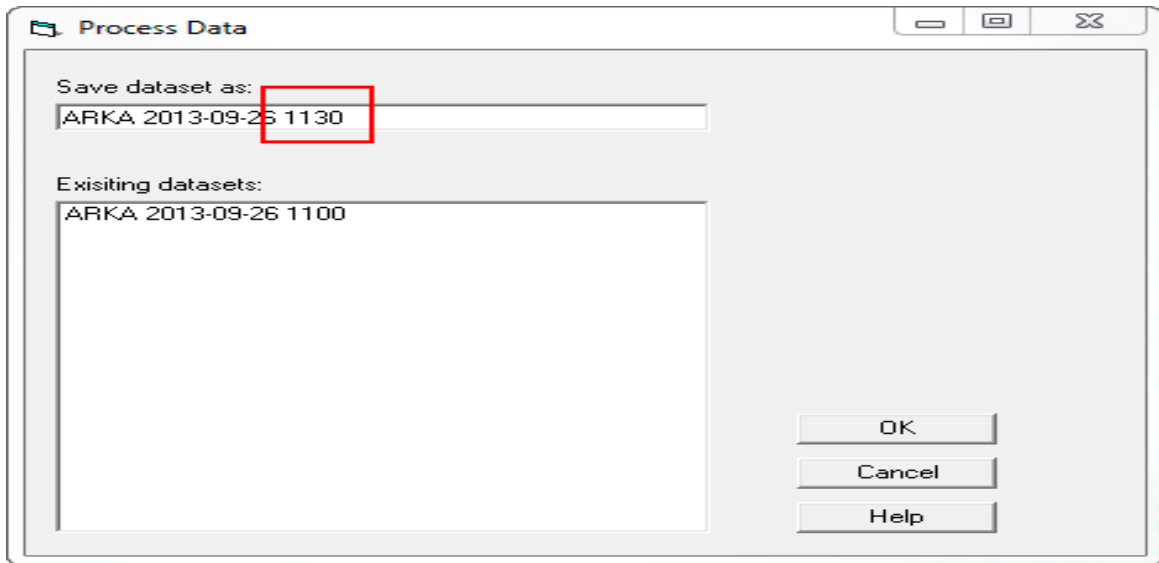 Process Data
Save dataset as:
ARKA 2013-09-26 1130
Exisiting datasets:
ARKA 2013-09-26 1100
OK
Cancel
Help